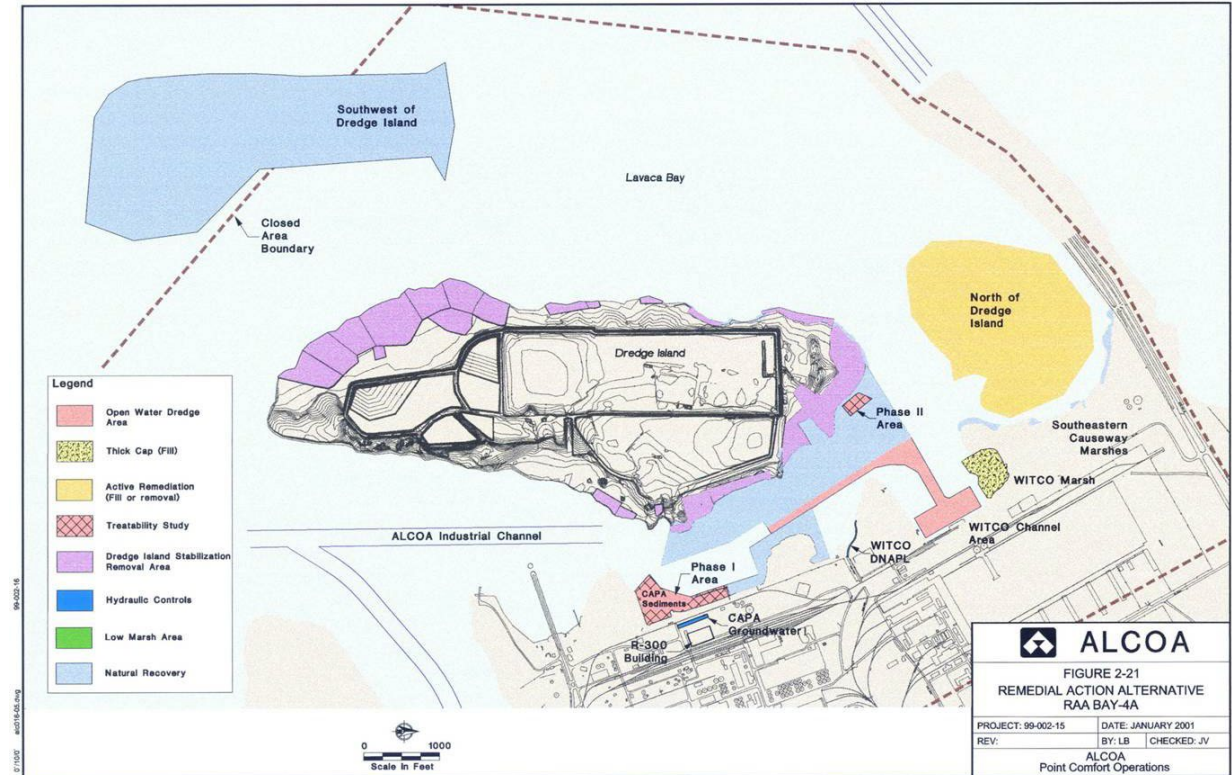 Southwest of
Dredge Island
Lavaca Bay
Closed
Area
Boundary
North of
Dredge
Island
Dredge Island
Phase II
Area
Southeastern
Causeway
Marshes
WITCO Marsh
ALCOA Industrial Channel
WITCO Channel
Area
WITCO
DNAPL
Phase I
Area
CAPA
Sediments
CAPA
Groundwater
R-300
Building
Legend
Open Water Dredge
Area
Thick Cap (Fill)
Active Remediation
(Fill or removal)
Treatability Study
Dredge Island Stabilization
Removal Area
Hydraulic Controls
Low Marsh Area
Natural Recovery
99-002-16
0 1000
Scale in Feet
ALCOA
FIGURE 2-21
REMEDIAL ACTION ALTERNATIVE
RAA BAY-4A
PROJECT: 99-002-15
DATE: JANUARY 2001
REV:
BY: LB
CHECKED: JV
ALCOA
Point Comfort Operations